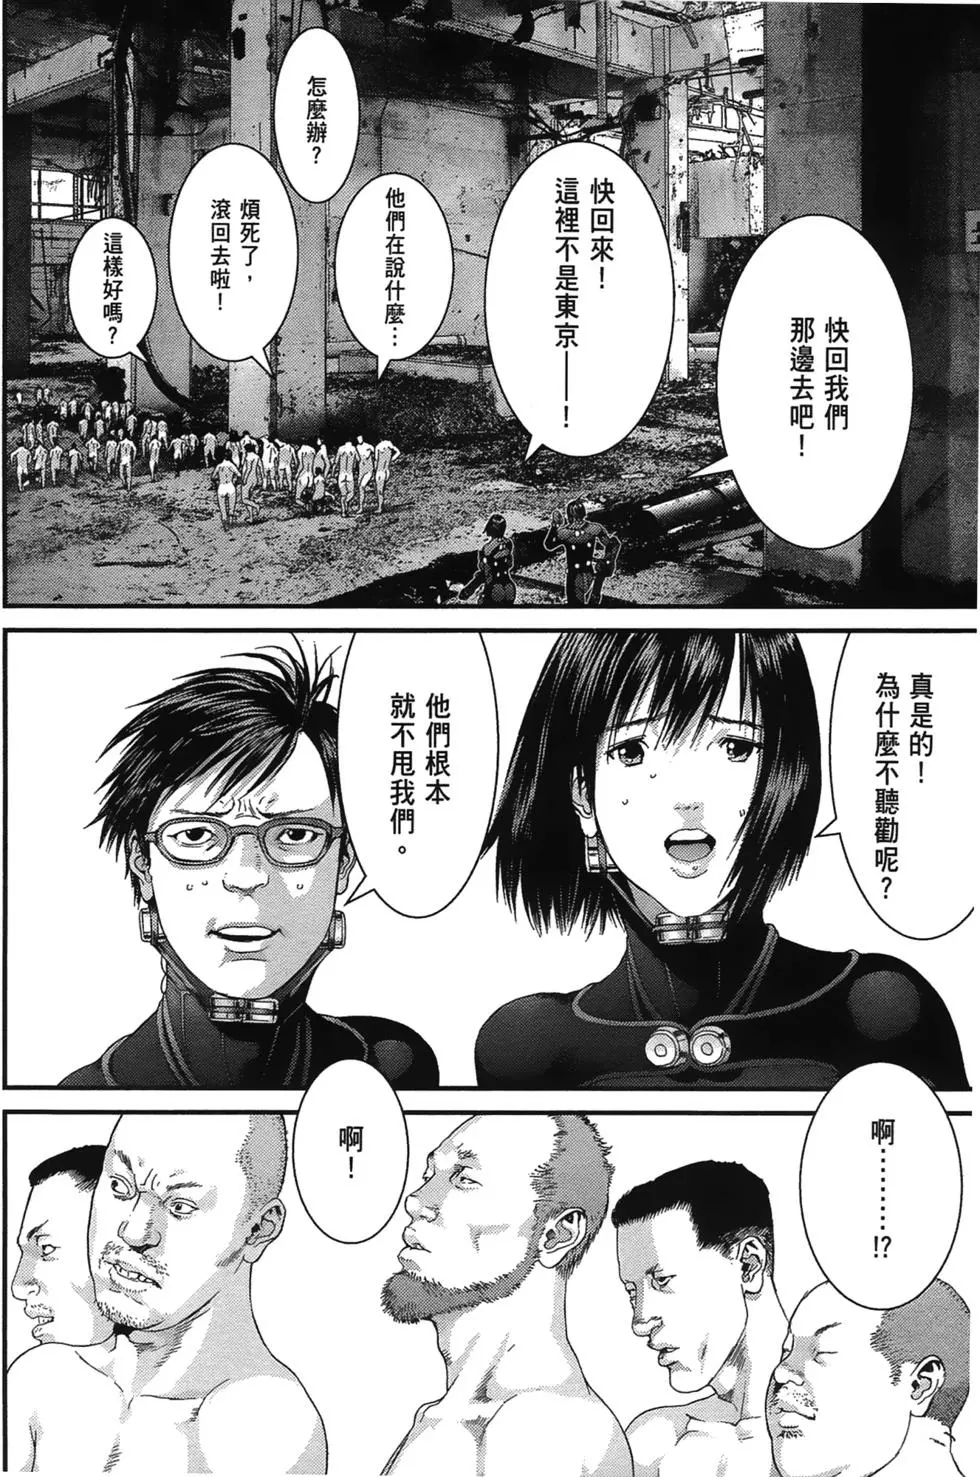 快回我們
那邊去吧！
快回來！
這裡不是東京——！
怎麼辦？
他們在說什麼…
煩死了，
滾回去啦！
這樣好嗎？
真是的！
為什麼不聽勸呢？
他們根本
就不甩我們。
啊………!?
啊！